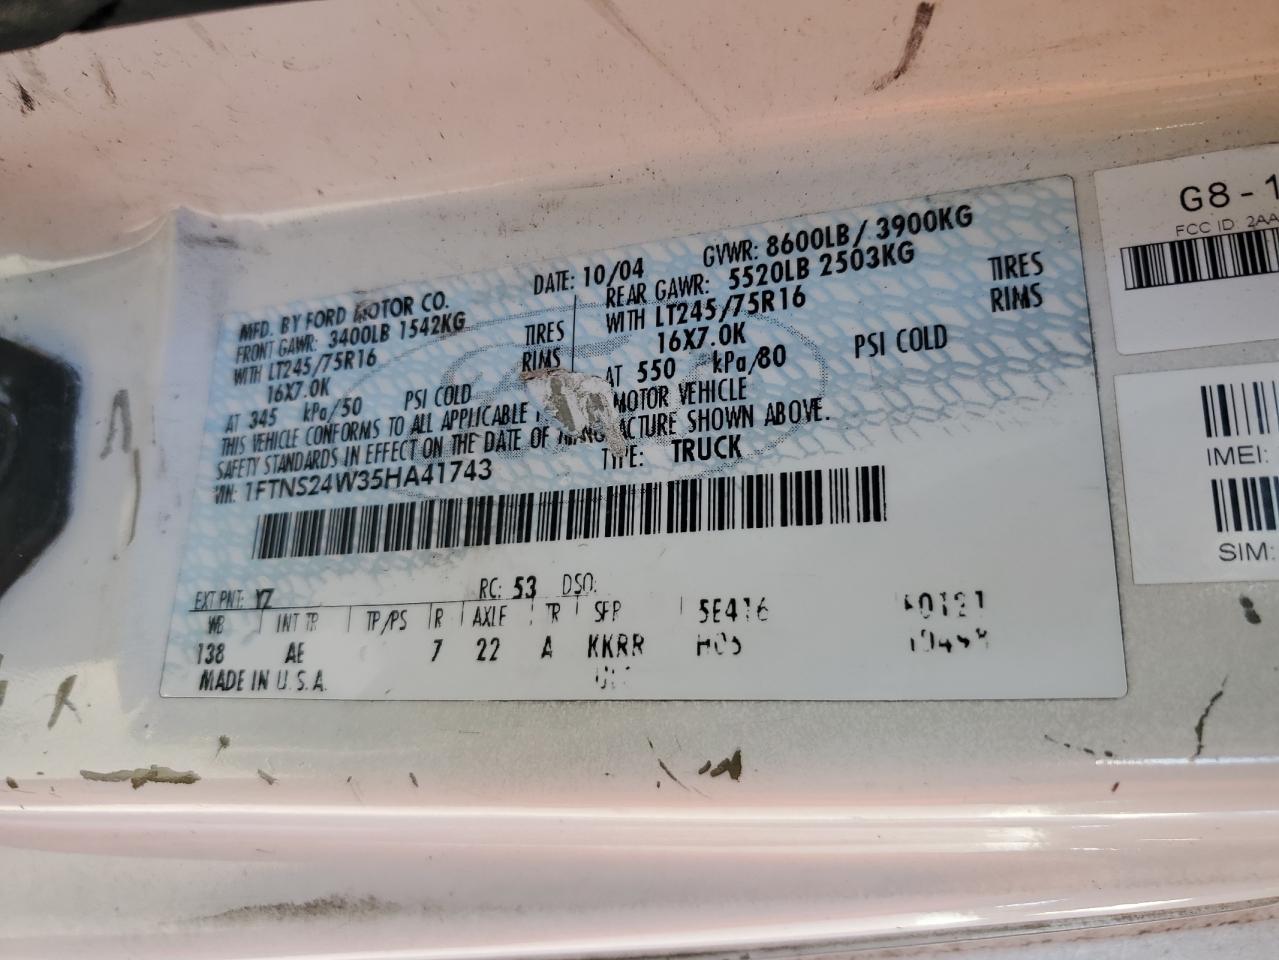 MFD. BY FORD MOTOR CO. DATE: 10/04 GVWR: 8600LB/ 3900KG
FRONT GAWR: 3400LB 1542KG REAR GAWR: 5520LB 2503KG
WITH LT245/75R16 TIRES WITH LT245/75R16 TIRES
16X7.0K RIMS 16X7.0K RIMS
AT 345 kPa/50 PSI COLD AT 550 kPa/80 PSI COLD
THIS VEHICLE CONFORMS TO ALL APPLICABLE MOTOR VEHICLE
SAFETY STANDARDS IN EFFECT ON THE DATE OF MANUFACTURE SHOWN ABOVE.
VIN: 1FTNS24W35HA41743 TYPE: TRUCK
EXT PNT: YZ RC: 53 DSO:
WB INT TR TP/PS R AXLE TR SPR 5E416
138 AE 7 22 A KKRR
MADE IN U.S.A.
G8-1
FCC ID: 2AA
IMEI:
SIM: